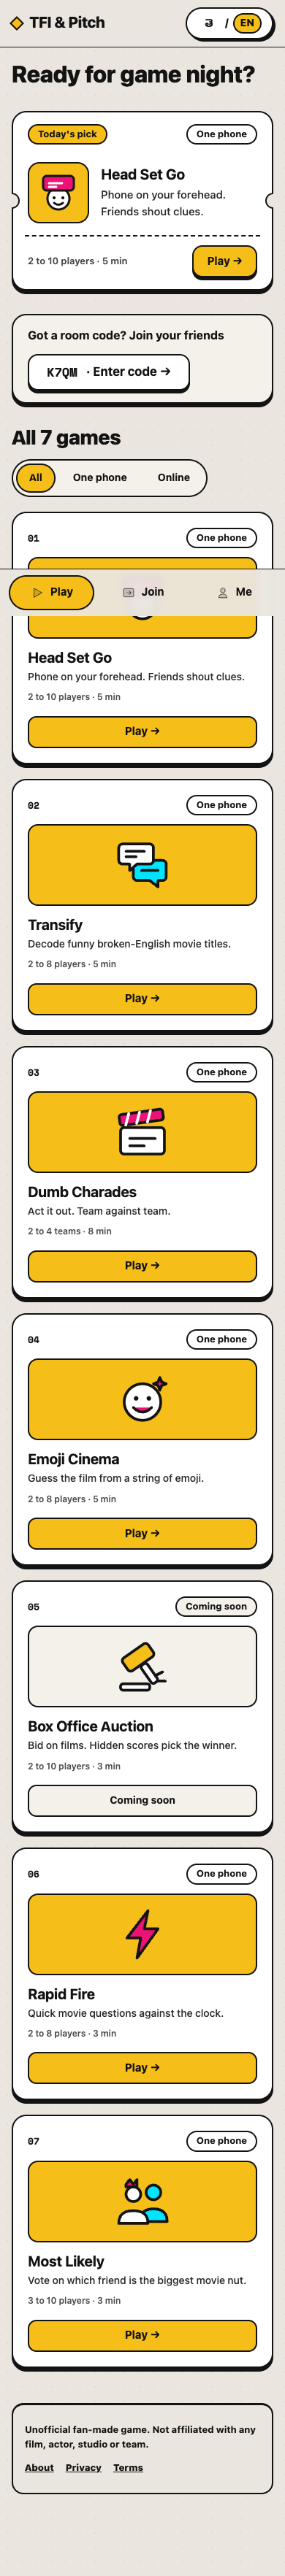 TFI & Pitch
/ EN
Ready for game night?
Today's pick
One phone
Head Set Go
Phone on your forehead.
Friends shout clues.
2 to 10 players · 5 min
Play →
Got a room code? Join your friends
K7QM · Enter code →
All 7 games
All
One phone
Online
01
One phone
Play
Join
Me
Head Set Go
Phone on your forehead. Friends shout clues.
2 to 10 players · 5 min
Play →
02
One phone
Transify
Decode funny broken-English movie titles.
2 to 8 players · 5 min
Play →
03
One phone
Dumb Charades
Act it out. Team against team.
2 to 4 teams · 8 min
Play →
04
One phone
Emoji Cinema
Guess the film from a string of emoji.
2 to 8 players · 5 min
Play →
05
Coming soon
Box Office Auction
Bid on films. Hidden scores pick the winner.
2 to 10 players · 3 min
Coming soon
06
One phone
Rapid Fire
Quick movie questions against the clock.
2 to 8 players · 3 min
Play →
07
One phone
Most Likely
Vote on which friend is the biggest movie nut.
3 to 10 players · 3 min
Play →
Unofficial fan-made game. Not affiliated with any
film, actor, studio or team.
About
Privacy
Terms